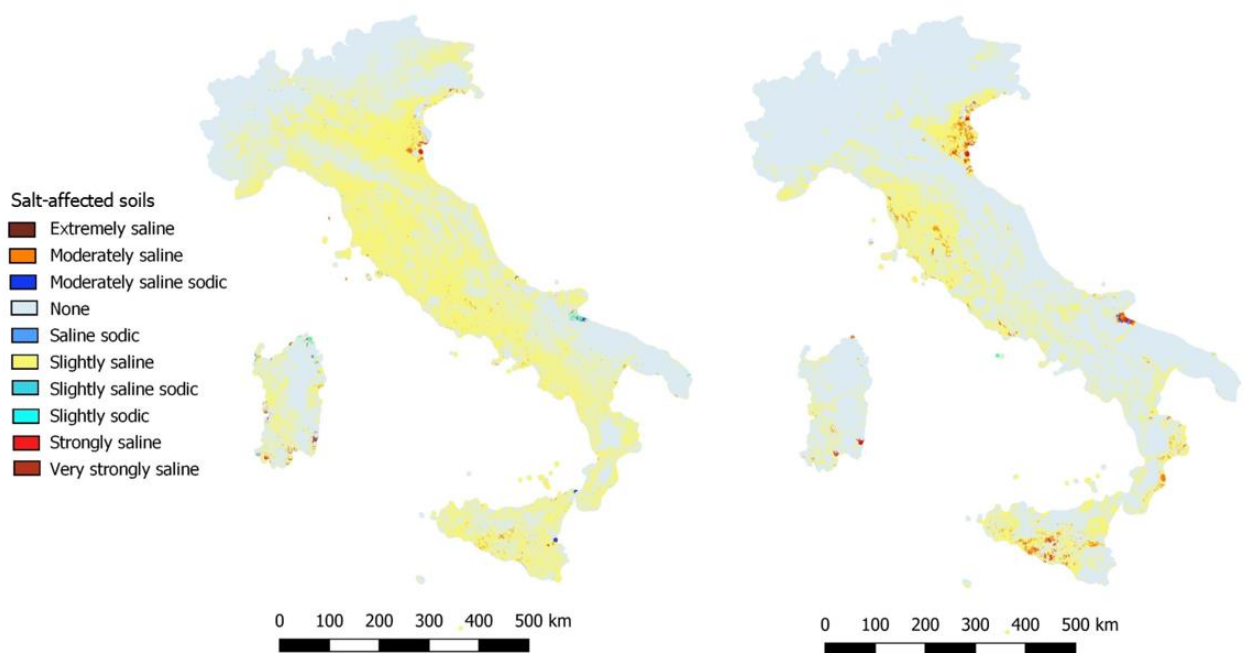 Salt-affected soils
Extremely saline
Moderately saline
Moderately saline sodic
None
Saline sodic
Slightly saline
Slightly saline sodic
Slightly sodic
Strongly saline
Very strongly saline
0 100 200 300 400 500 km
0 100 200 300 400 500 km